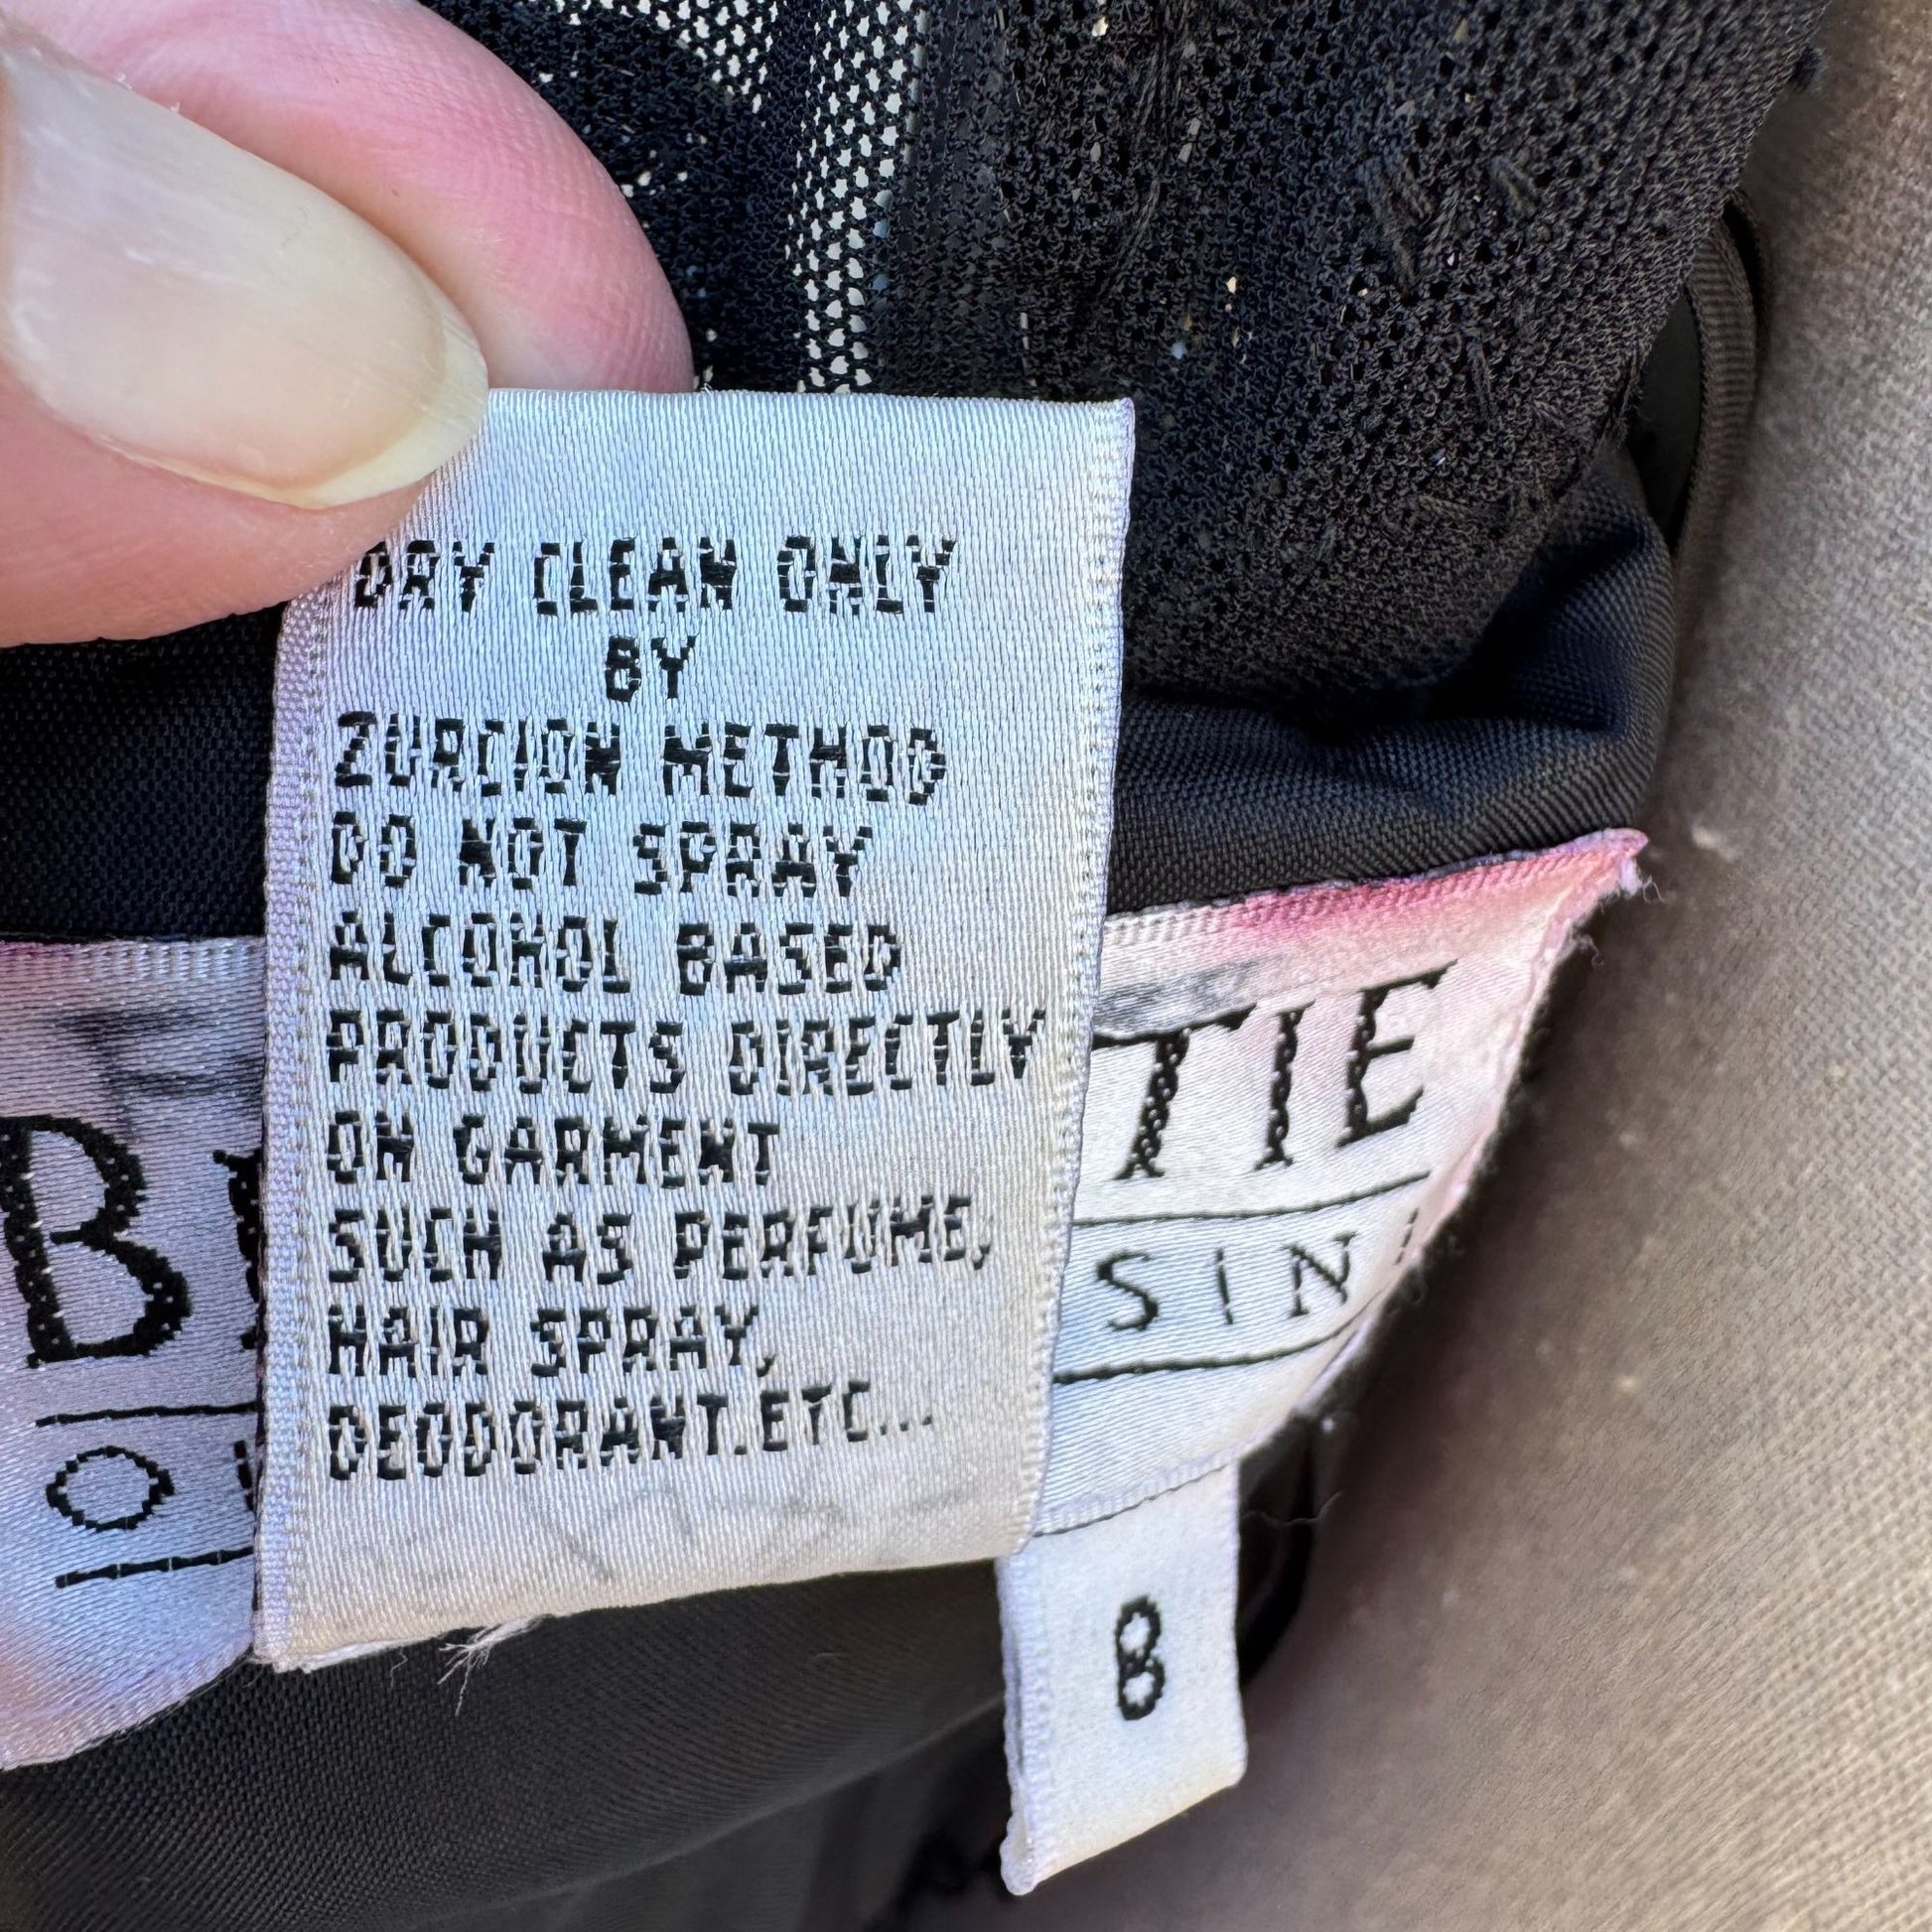 DRY CLEAN ONLY
BY
ZURCION METHOD
DO NOT SPRAY
ALCOHOL BASED
PRODUCTS DIRECTLY
ON GARMENT
SUCH AS PERFUME,
HAIR SPRAY,
DEODORANT.ETC...
TIE
SIN
8